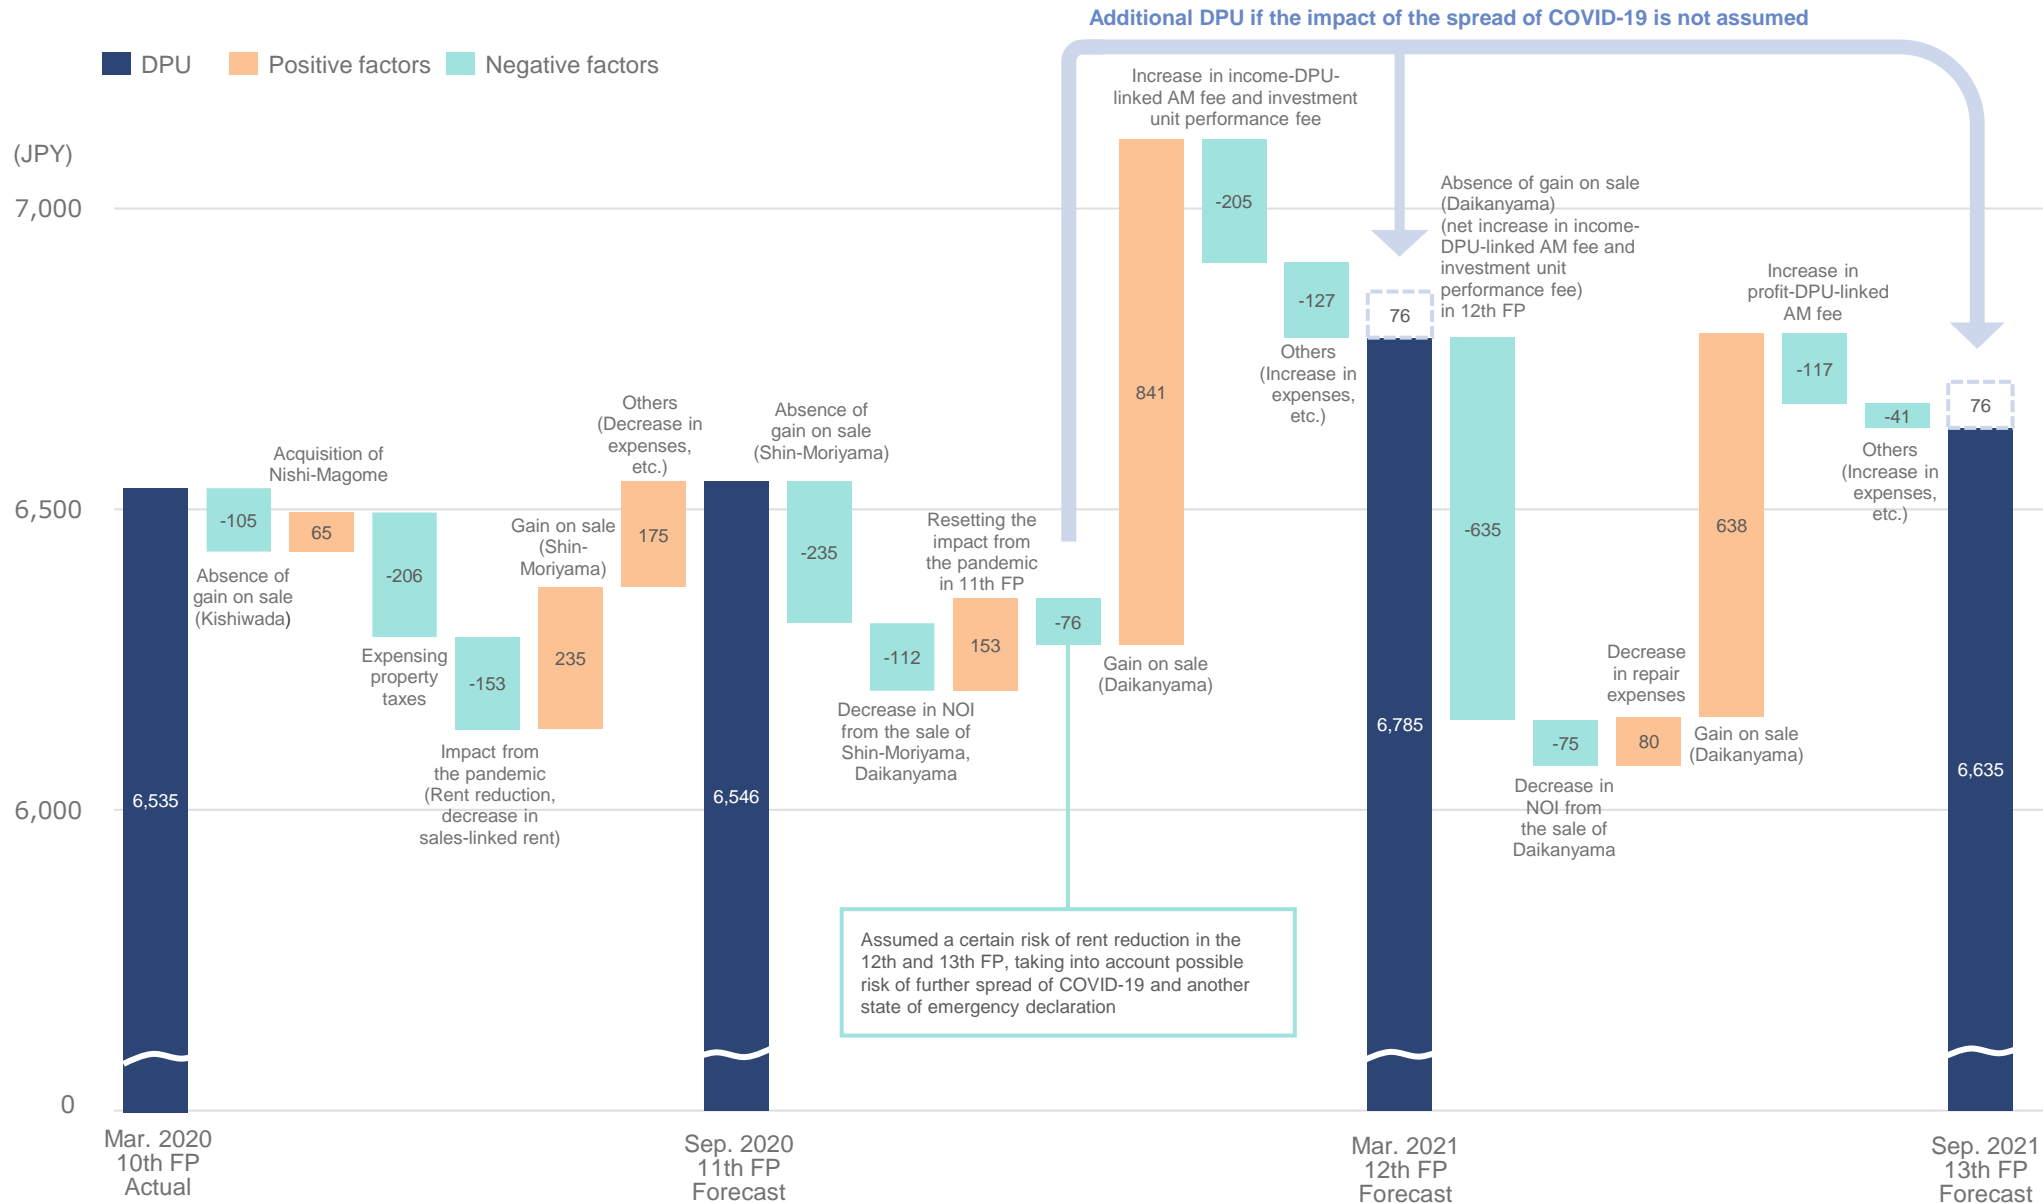 Additional DPU if the impact of the spread of COVID-19 is not assumed
DPU
Positive factors
Negative factors
(JPY)
7,000
6,500
6,000
0
6,535
-105
Absence of
gain on sale
(Kishiwada)
Acquisition of
Nishi-Magome
65
-206
Expensing
property
taxes
-153
Impact from
the pandemic
(Rent reduction,
decrease in
sales-linked rent)
Gain on sale
(Shin-
Moriyama)
235
Others
(Decrease in
expenses,
etc.)
175
6,546
Absence of
gain on sale
(Shin-Moriyama)
-235
-112
Decrease in NOI
from the sale of
Shin-Moriyama,
Daikanyama
Resetting the
impact from
the pandemic
in 11th FP
153
-76
Assumed a certain risk of rent reduction in the
12th and 13th FP, taking into account possible
risk of further spread of COVID-19 and another
state of emergency declaration
841
Gain on sale
(Daikanyama)
Increase in income-DPU-
linked AM fee and investment
unit performance fee
-205
-127
Others
(Increase in
expenses,
etc.)
76
6,785
Absence of gain on sale
(Daikanyama)
(net increase in income-
DPU-linked AM fee and
investment unit
performance fee)
in 12th FP
-635
-75
Decrease in
NOI from
the sale of
Daikanyama
Decrease
in repair
expenses
80
638
Gain on sale
(Daikanyama)
Increase in
profit-DPU-linked
AM fee
-117
-41
Others
(Increase in
expenses,
etc.)
76
6,635
Mar. 2020
10th FP
Actual
Sep. 2020
11th FP
Forecast
Mar. 2021
12th FP
Forecast
Sep. 2021
13th FP
Forecast